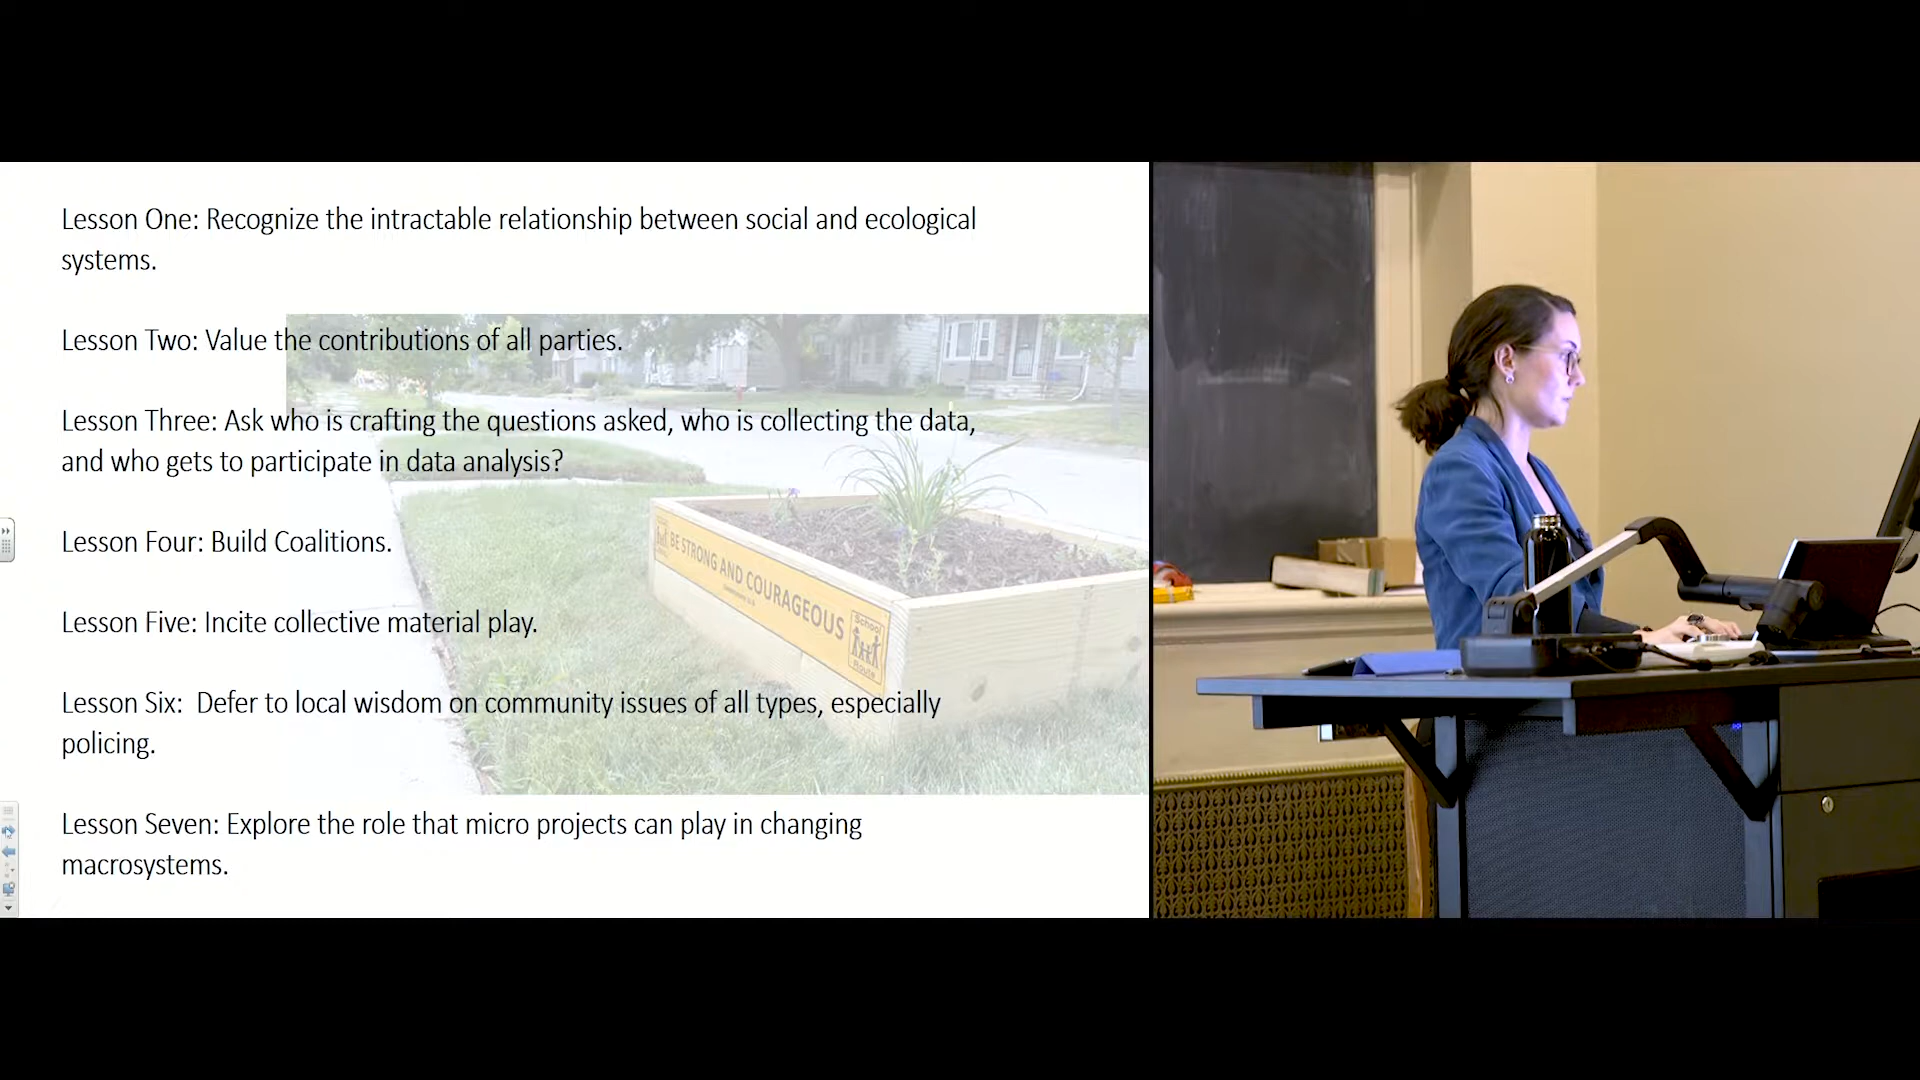 Lesson One: Recognize the intractable relationship between social and ecological
systems.
Lesson Two: Value the contributions of all parties.
Lesson Three: Ask who is crafting the questions asked, who is collecting the data,
and who gets to participate in data analysis?
Lesson Four: Build Coalitions.
Lesson Five: Incite collective material play.
Lesson Six:  Defer to local wisdom on community issues of all types, especially
policing.
Lesson Seven: Explore the role that micro projects can play in changing
macrosystems.
BE STRONG AND COURAGEOUS
School
Route